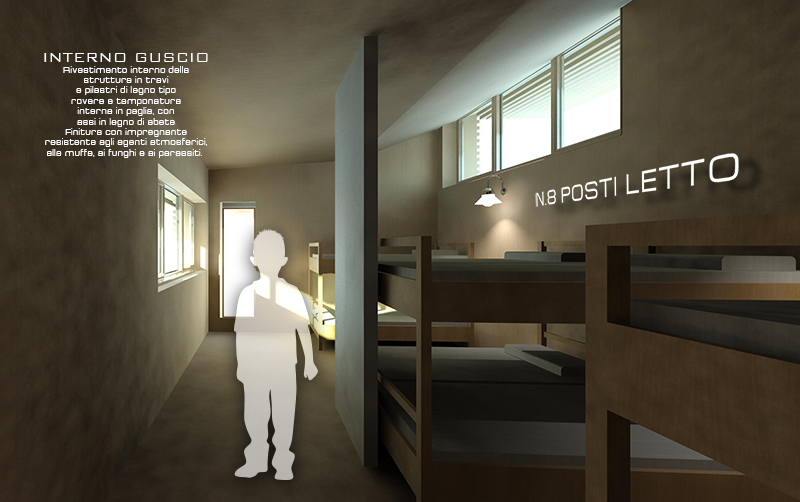 INTERNO GUSCIO
Rivestimento interno della
struttura in travi
e pilastri di legno tipo
rovere e tamponatura
interna in paglia, con
assi in legno di abete
Finitura con impregnante
resistente agli agenti atmosferici,
alla muffa, ai funghi e ai parassiti.
N.8 POSTI LETTO